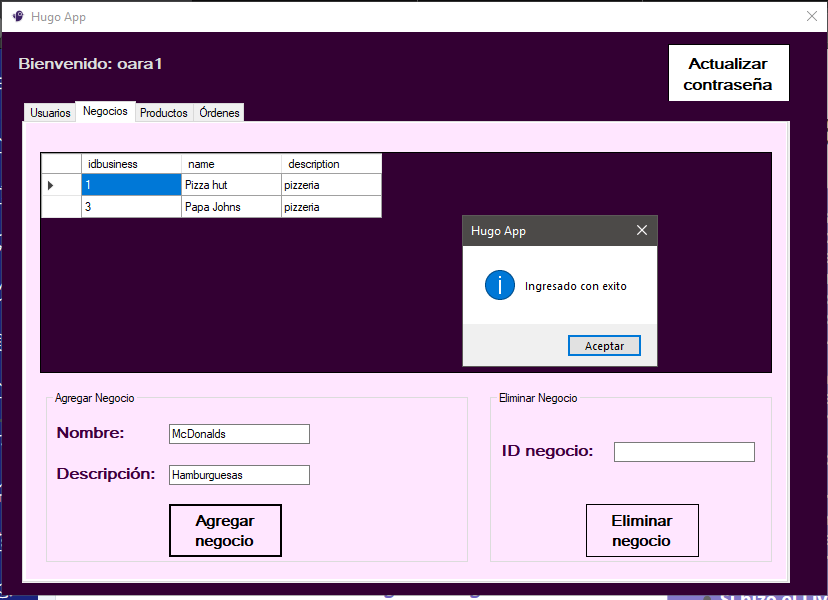 Hugo App
Bienvenido: oara1
Actualizar
contraseña
Usuarios Negocios Productos Órdenes
idbusiness name description
1 Pizza hut pizzeria
3 Papa Johns pizzeria
Hugo App
Ingresado con exito
Aceptar
Agregar Negocio
Nombre: McDonalds
Descripción: Hamburguesas
Agregar
negocio
Eliminar Negocio
ID negocio:
Eliminar
negocio